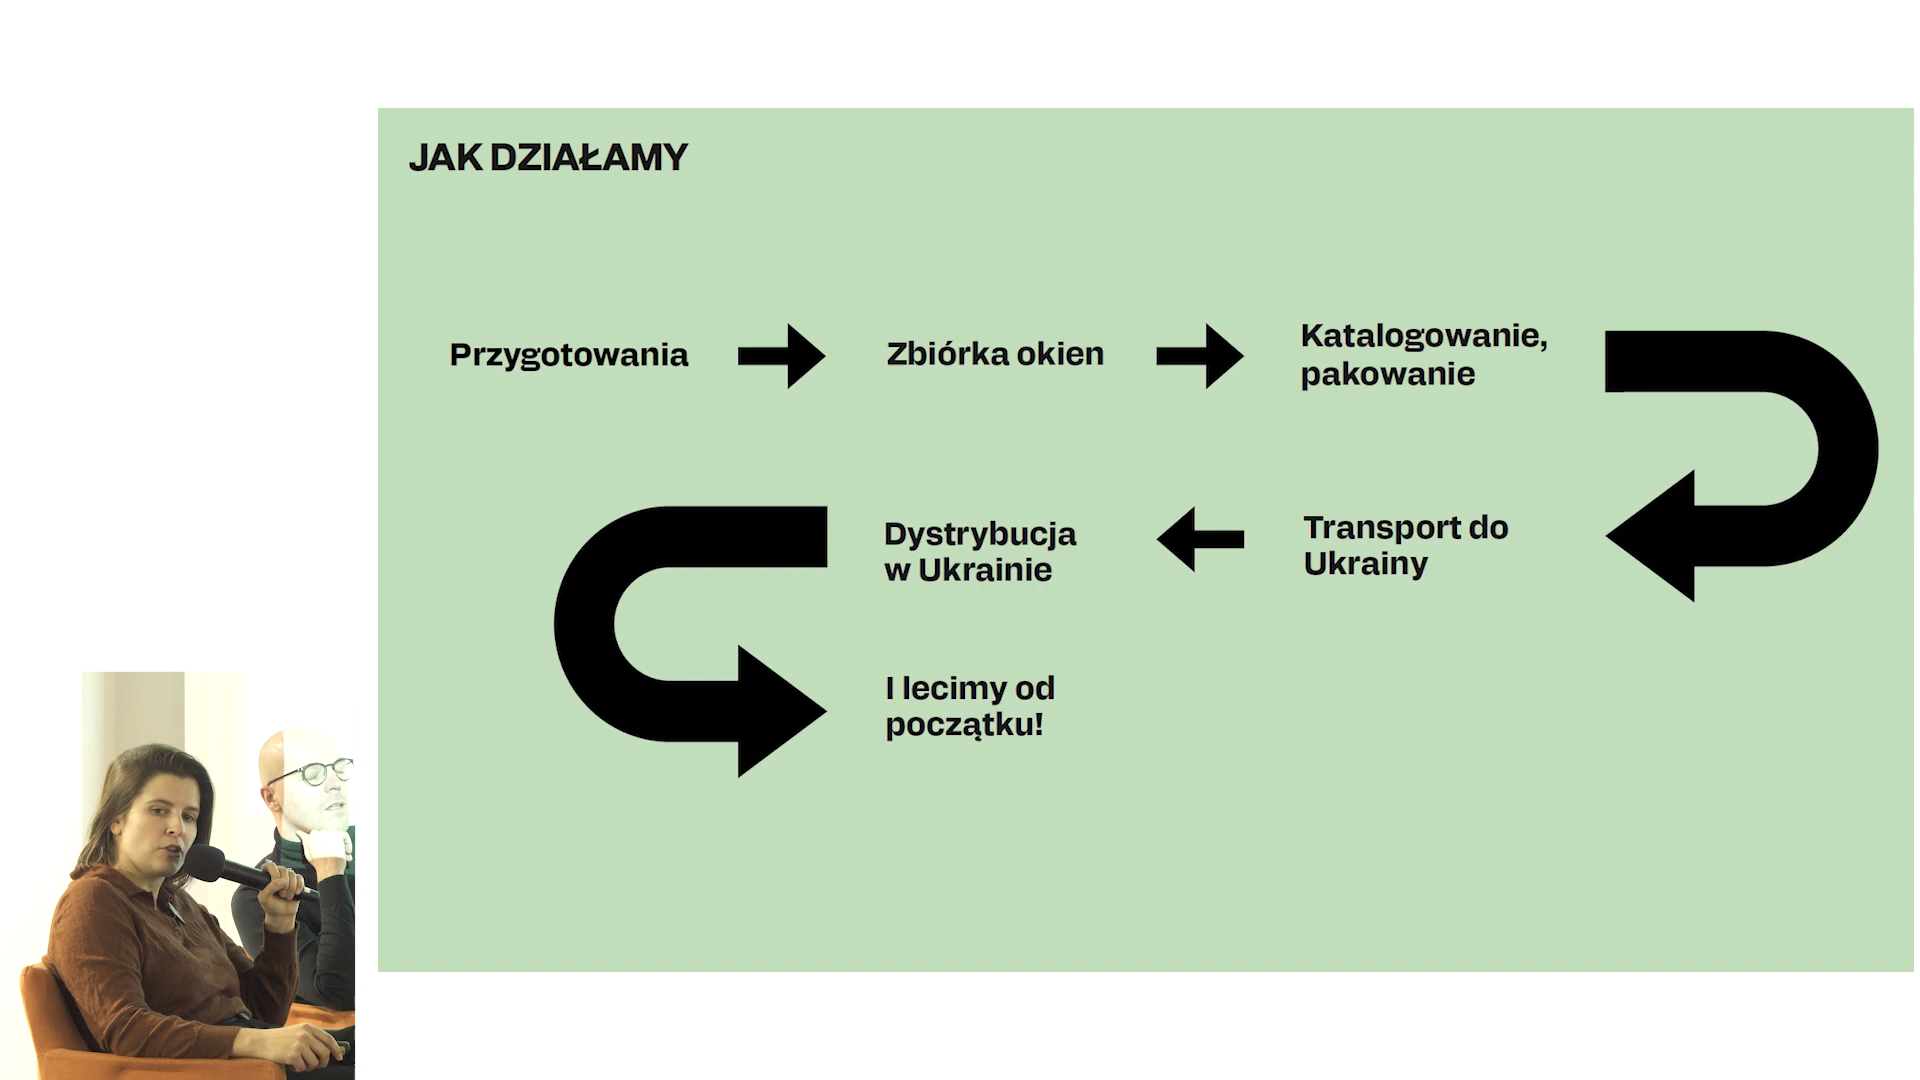 JAK DZIAŁAMY
Przygotowania
Zbiórka okien
Katalogowanie,
pakowanie
Transport do
Ukrainy
Dystrybucja
w Ukrainie
I lecimy od
początku!